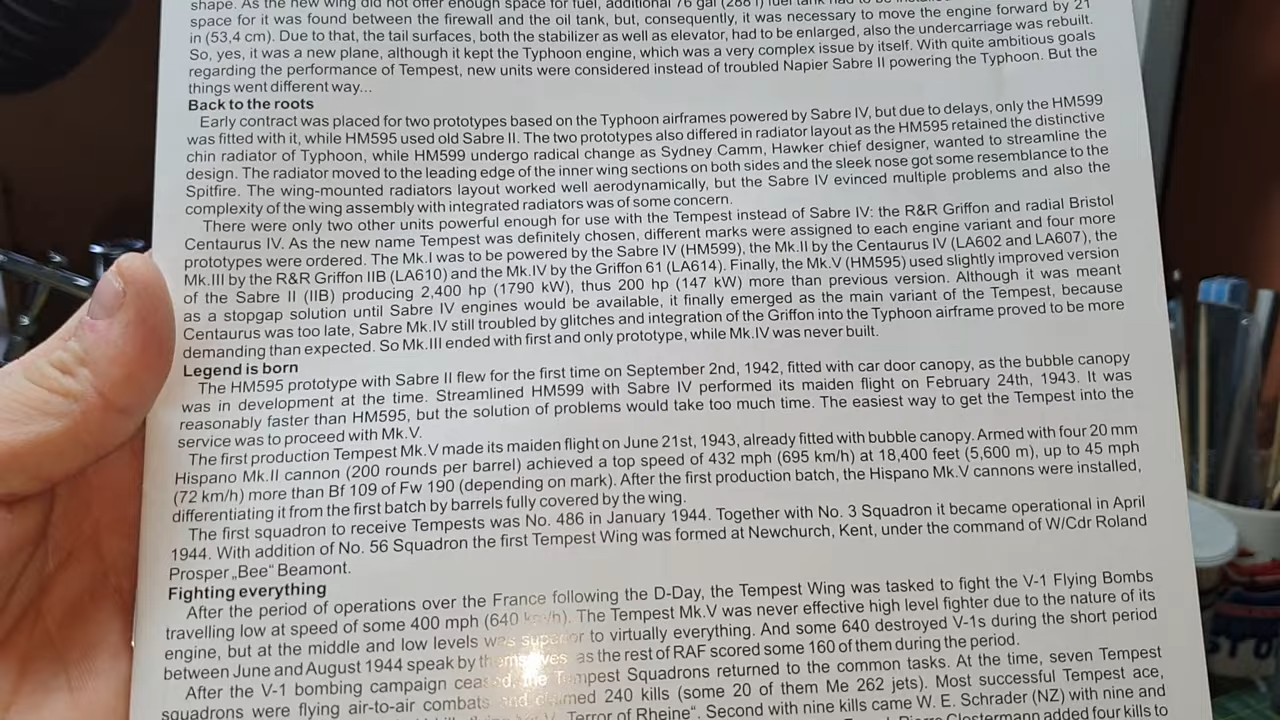 shape. As the new wing did not offer enough space for fuel, additional 76 gal (288 l) fuel tank had to be
space for it was found between the firewall and the oil tank, but, consequently, it was necessary to move the engine forward by 21
in (53,4 cm). Due to that, the tail surfaces, both the stabilizer as well as elevator, had to be enlarged, also the undercarriage was rebuilt.
So, yes, it was a new plane, although it kept the Typhoon engine, which was a very complex issue by itself. With quite ambitious goals
regarding the performance of Tempest, new units were considered instead of troubled Napier Sabre II powering the Typhoon. But the
things went different way...
Back to the roots
Early contract was placed for two prototypes based on the Typhoon airframes powered by Sabre IV, but due to delays, only the HM599
was fitted with it, while HM595 used old Sabre II. The two prototypes also differed in radiator layout as the HM595 retained the distinctive
chin radiator of Typhoon, while HM599 undergo radical change as Sydney Camm, Hawker chief designer, wanted to streamline the
design. The radiator moved to the leading edge of the inner wing sections on both sides and the sleek nose got some resemblance to the
Spitfire. The wing-mounted radiators layout worked well aerodynamically, but the Sabre IV evinced multiple problems and also the
complexity of the wing assembly with integrated radiators was of some concern.
There were only two other units powerful enough for use with the Tempest instead of Sabre IV: the R&R Griffon and radial Bristol
Centaurus IV. As the new name Tempest was definitely chosen, different marks were assigned to each engine variant and four more
prototypes were ordered. The Mk.I was to be powered by the Sabre IV (HM599), the Mk.II by the Centaurus IV (LA602 and LA607), the
Mk.III by the R&R Griffon IIB (LA610) and the Mk.IV by the Griffon 61 (LA614). Finally, the Mk.V (HM595) used slightly improved version
of the Sabre II (IIB) producing 2,400 hp (1790 kW), thus 200 hp (147 kW) more than previous version. Although it was meant
as a stopgap solution until Sabre IV engines would be available, it finally emerged as the main variant of the Tempest, because
Centaurus was too late, Sabre Mk.IV still troubled by glitches and integration of the Griffon into the Typhoon airframe proved to be more
demanding than expected. So Mk.III ended with first and only prototype, while Mk.IV was never built.
Legend is born
The HM595 prototype with Sabre II flew for the first time on September 2nd, 1942, fitted with car door canopy, as the bubble canopy
was in development at the time. Streamlined HM599 with Sabre IV performed its maiden flight on February 24th, 1943. It was
reasonably faster than HM595, but the solution of problems would take too much time. The easiest way to get the Tempest into the
service was to proceed with Mk.V.
The first production Tempest Mk.V made its maiden flight on June 21st, 1943, already fitted with bubble canopy. Armed with four 20 mm
Hispano Mk.II cannon (200 rounds per barrel) achieved a top speed of 432 mph (695 km/h) at 18,400 feet (5,600 m), up to 45 mph
(72 km/h) more than Bf 109 of Fw 190 (depending on mark). After the first production batch, the Hispano Mk.V cannons were installed,
differentiating it from the first batch by barrels fully covered by the wing.
The first squadron to receive Tempests was No. 486 in January 1944. Together with No. 3 Squadron it became operational in April
1944. With addition of No. 56 Squadron the first Tempest Wing was formed at Newchurch, Kent, under the command of W/Cdr Roland
Prosper „Bee“ Beamont.
Fighting everything
After the period of operations over the France following the D-Day, the Tempest Wing was tasked to fight the V-1 Flying Bombs
travelling low at speed of some 400 mph (640 km/h). The Tempest Mk.V was never effective high level fighter due to the nature of its
engine, but at the middle and low levels was superior to virtually everything. And some 640 destroyed V-1s during the short period
between June and August 1944 speak by themselves as the rest of RAF scored some 160 of them during the period.
After the V-1 bombing campaign ceased, the Tempest Squadrons returned to the common tasks. At the time, seven Tempest
squadrons were flying air-to-air combats and claimed 240 kills (some 20 of them Me 262 jets). Most successful Tempest ace,
Terror of Rheine“. Second with nine kills came W. E. Schrader (NZ) with nine and
Clostermann added four kills to